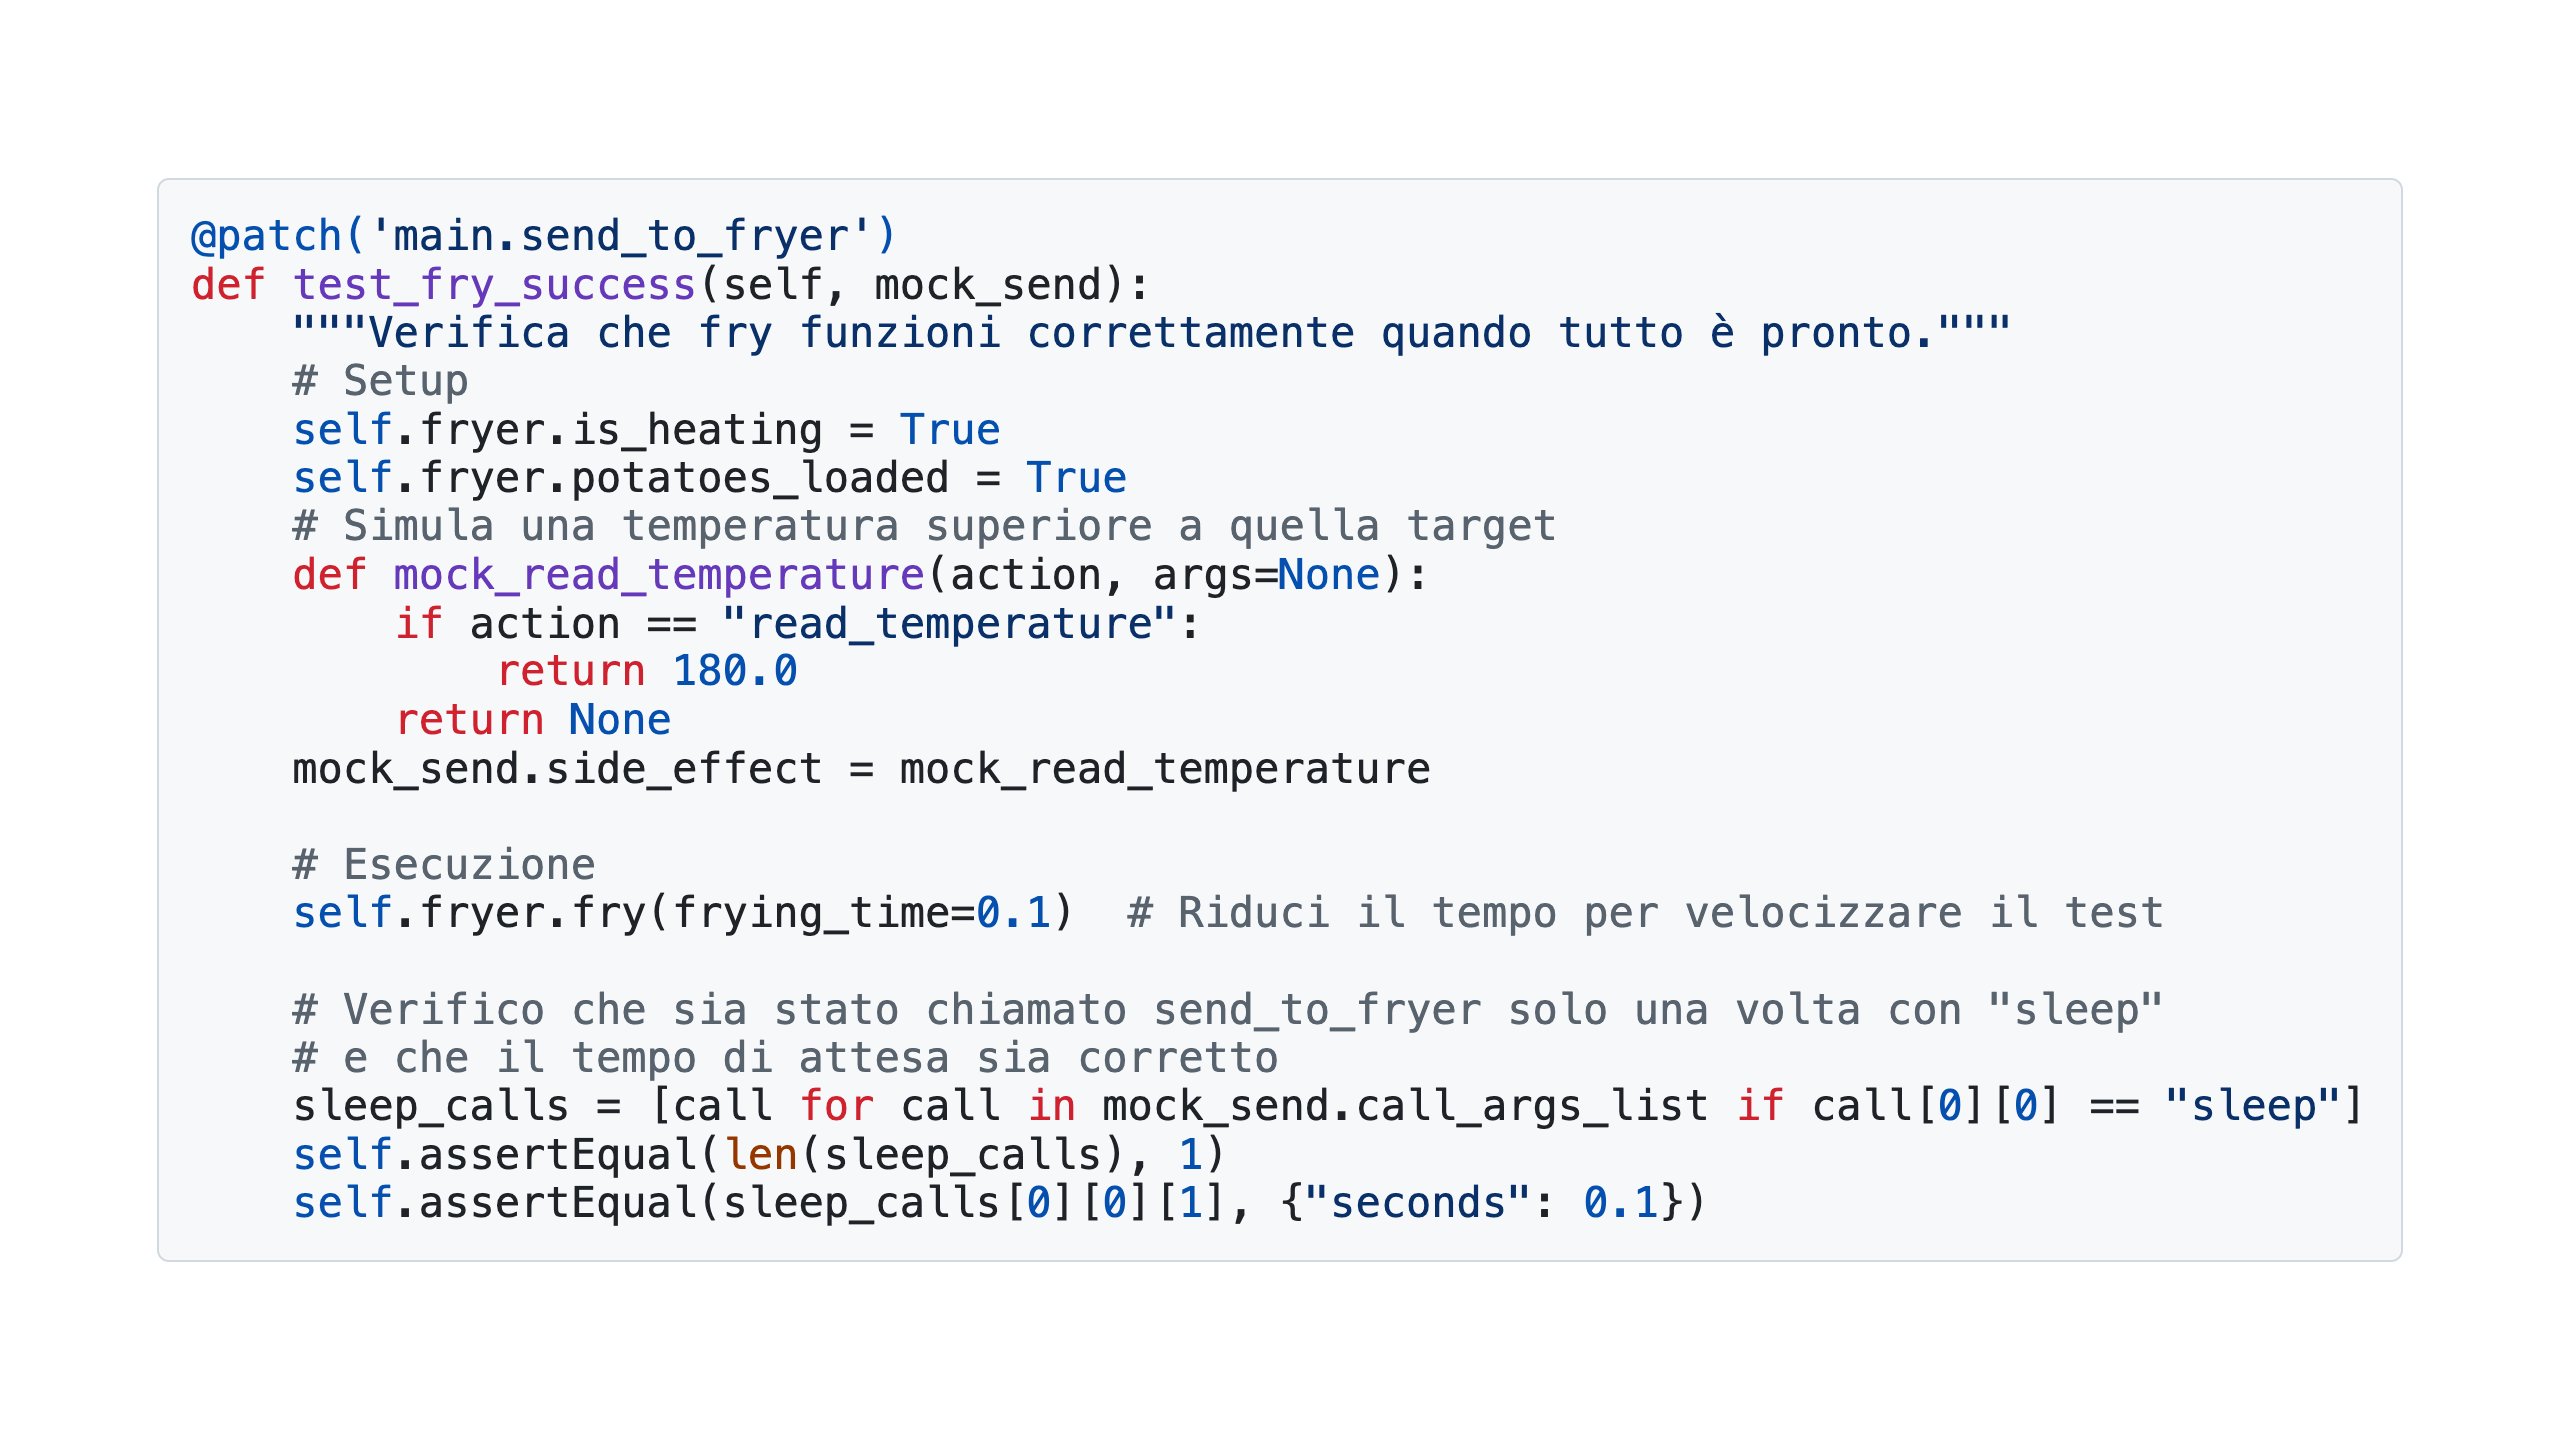 @patch('main.send_to_fryer')
def test_fry_success(self, mock_send):
    """Verifica che fry funzioni correttamente quando tutto è pronto."""
    # Setup
    self.fryer.is_heating = True
    self.fryer.potatoes_loaded = True
    # Simula una temperatura superiore a quella target
    def mock_read_temperature(action, args=None):
        if action == "read_temperature":
            return 180.0
        return None
    mock_send.side_effect = mock_read_temperature

    # Esecuzione
    self.fryer.fry(frying_time=0.1)  # Riduci il tempo per velocizzare il test

    # Verifico che sia stato chiamato send_to_fryer solo una volta con "sleep"
    # e che il tempo di attesa sia corretto
    sleep_calls = [call for call in mock_send.call_args_list if call[0][0] == "sleep"]
    self.assertEqual(len(sleep_calls), 1)
    self.assertEqual(sleep_calls[0][0][1], {"seconds": 0.1})